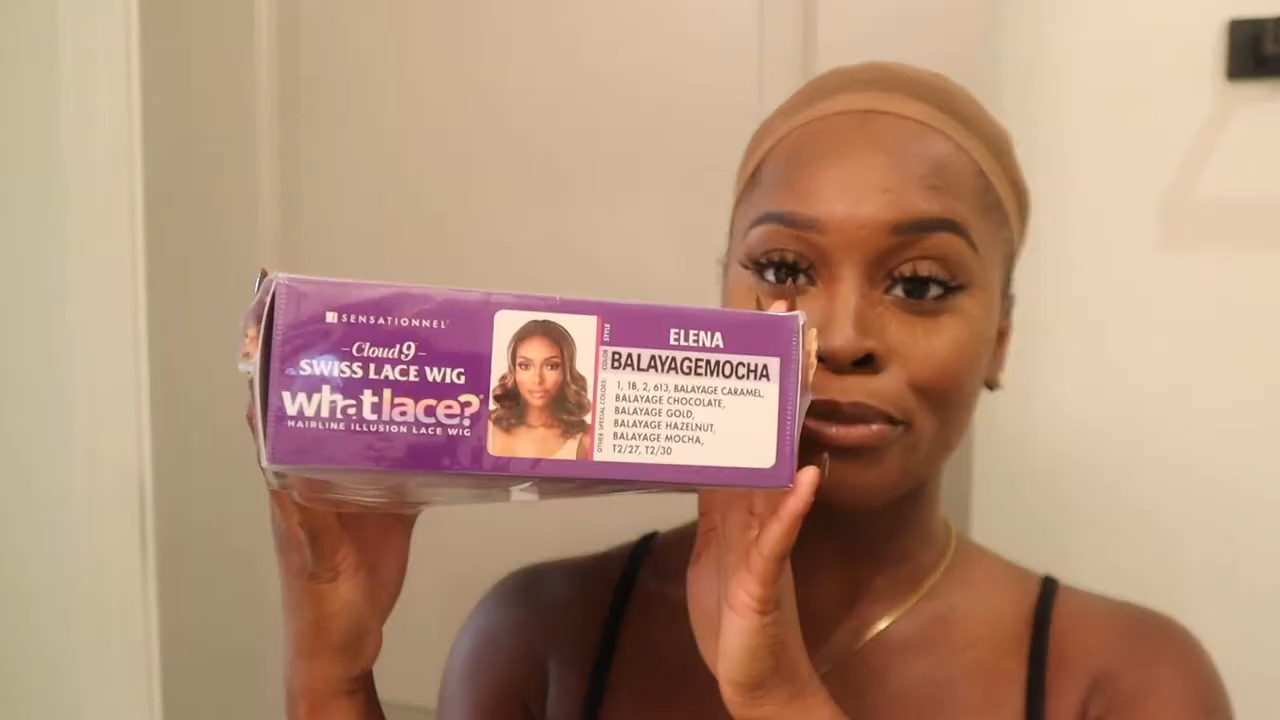 SENSATIONNEL
Cloud 9
SWISS LACE WIG
whatlace?
HAIRLINE ILLUSION LACE WIG
STYLE
ELENA
COLOR
BALAYAGEMOCHA
OTHER SPECIAL COLORS:
1, 1B, 2, 613, BALAYAGE CARAMEL,
BALAYAGE CHOCOLATE,
BALAYAGE GOLD,
BALAYAGE HAZELNUT,
BALAYAGE MOCHA,
T2/27, T2/30